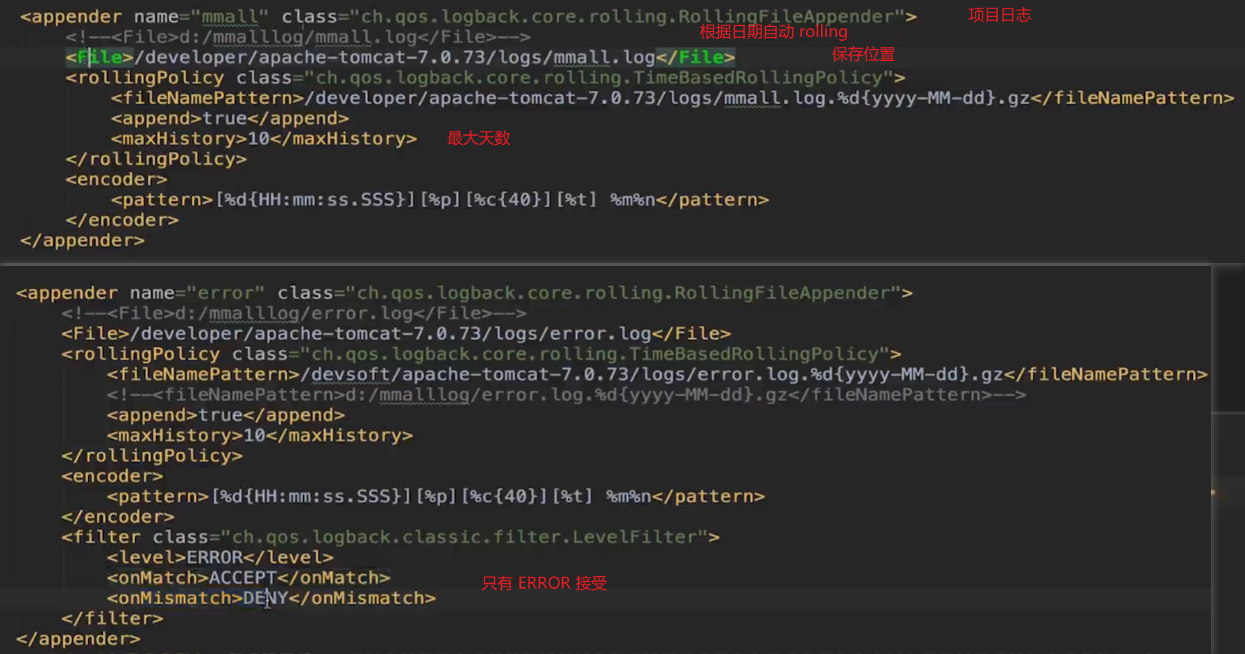 <appender name="mmall" class="ch.qos.logback.core.rolling.RollingFileAppender"> 项目日志
<!--<File>d:/mmalllog/mmall.log</File>--> 根据日期自动 rolling
<File>/developer/apache-tomcat-7.0.73/logs/mmall.log</File> 保存位置
<rollingPolicy class="ch.qos.logback.core.rolling.TimeBasedRollingPolicy">
<fileNamePattern>/developer/apache-tomcat-7.0.73/logs/mmall.log.%d{yyyy-MM-dd}.gz</fileNamePattern>
<append>true</append>
<maxHistory>10</maxHistory> 最大天数
</rollingPolicy>
<encoder>
<pattern>[%d{HH:mm:ss.SSS}][%p][%c{40}][%t] %m%n</pattern>
</encoder>
</appender>
<appender name="error" class="ch.qos.logback.core.rolling.RollingFileAppender">
<!--<File>d:/mmalllog/error.log</File>-->
<File>/developer/apache-tomcat-7.0.73/logs/error.log</File>
<rollingPolicy class="ch.qos.logback.core.rolling.TimeBasedRollingPolicy">
<fileNamePattern>/devsoft/apache-tomcat-7.0.73/logs/error.log.%d{yyyy-MM-dd}.gz</fileNamePattern>
<!--<fileNamePattern>d:/mmalllog/error.log.%d{yyyy-MM-dd}.gz</fileNamePattern>-->
<append>true</append>
<maxHistory>10</maxHistory>
</rollingPolicy>
<encoder>
<pattern>[%d{HH:mm:ss.SSS}][%p][%c{40}][%t] %m%n</pattern>
</encoder>
<filter class="ch.qos.logback.classic.filter.LevelFilter">
<level>ERROR</level>
<onMatch>ACCEPT</onMatch> 只有 ERROR 接受
<onMismatch>DENY</onMismatch>
</filter>
</appender>